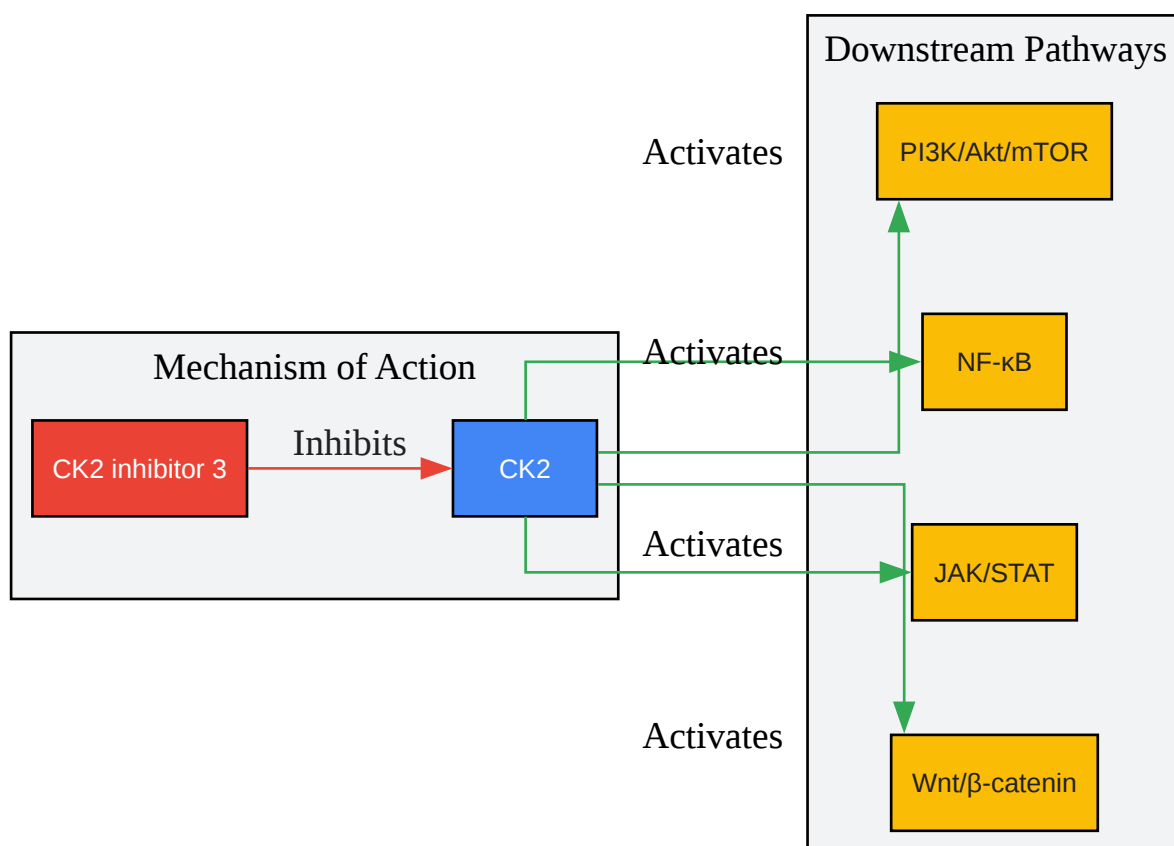 Downstream Pathways
Activates
PI3K/Akt/mTOR
Activates
NF-κB
Mechanism of Action
CK2 inhibitor 3
Inhibits
CK2
Activates
JAK/STAT
Activates
Wnt/β-catenin